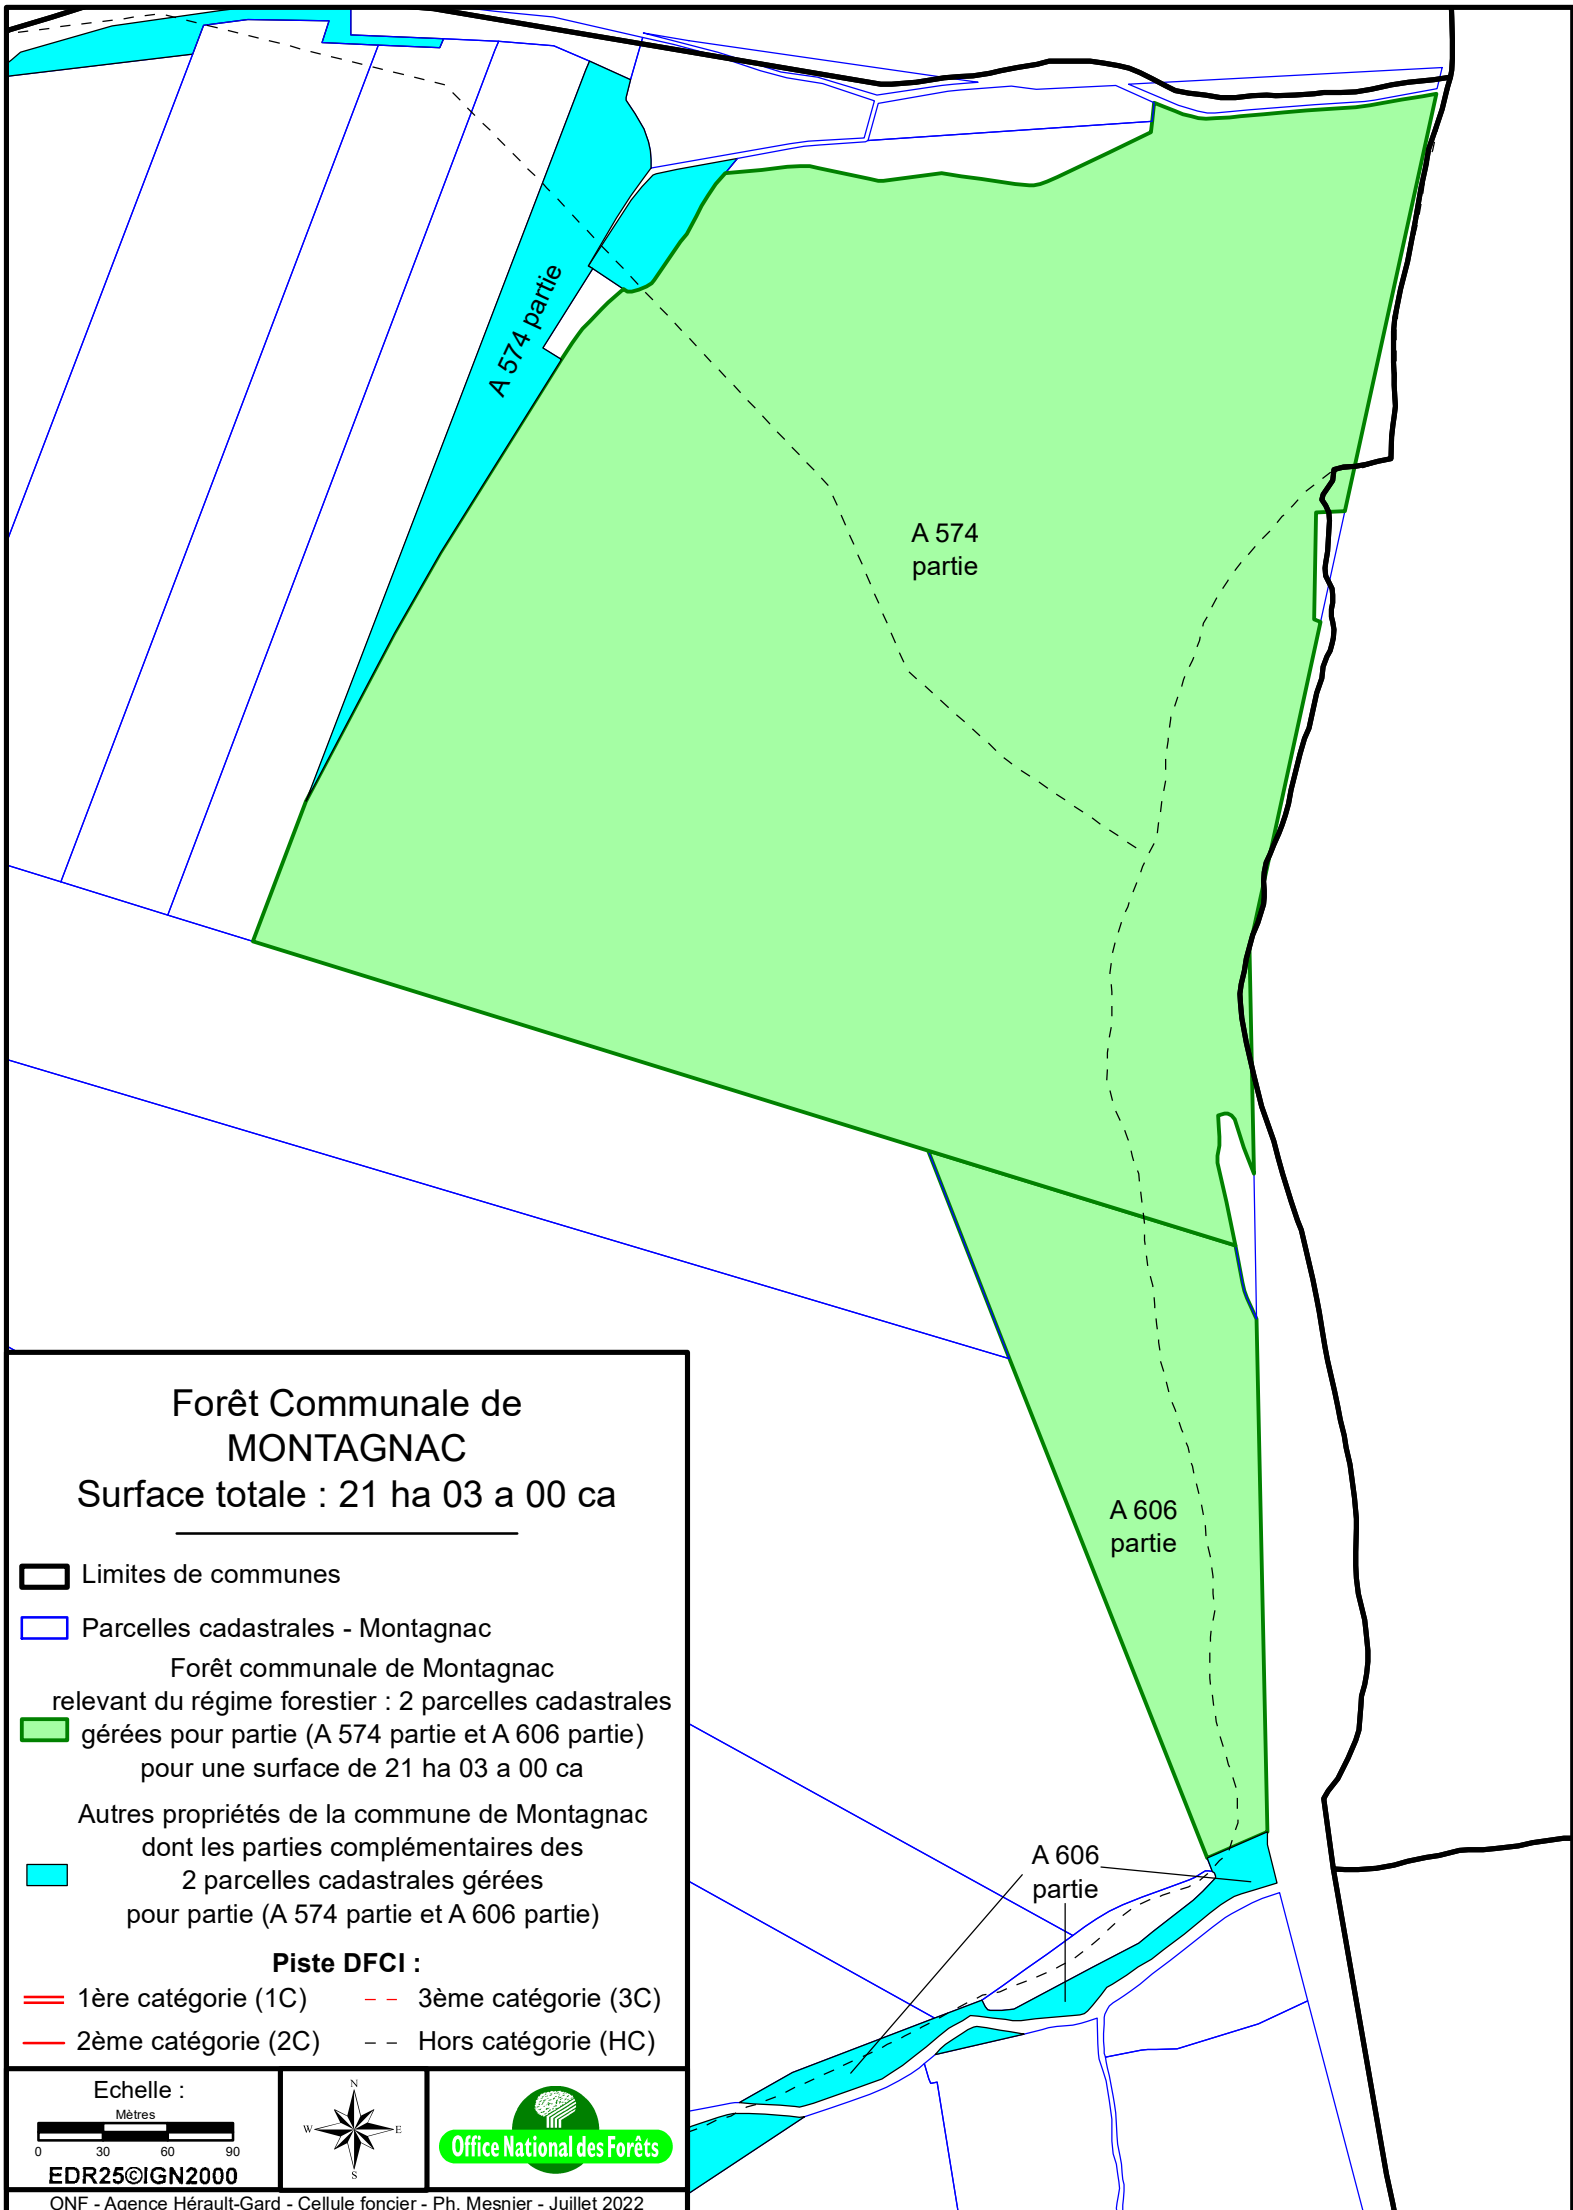 A 574 partie
A 574
partie
A 606
partie
A 606
partie
Forêt Communale de
MONTAGNAC
Surface totale : 21 ha 03 a 00 ca
Limites de communes
Parcelles cadastrales - Montagnac
Forêt communale de Montagnac
relevant du régime forestier : 2 parcelles cadastrales
gérées pour partie (A 574 partie et A 606 partie)
pour une surface de 21 ha 03 a 00 ca
Autres propriétés de la commune de Montagnac
dont les parties complémentaires des
2 parcelles cadastrales gérées
pour partie (A 574 partie et A 606 partie)
Piste DFCI :
1ère catégorie (1C) 3ème catégorie (3C)
2ème catégorie (2C) Hors catégorie (HC)
Echelle :
Mètres
0 30 60 90
EDR25©IGN2000
N
W E
S
Office National des Forêts
ONF - Agence Hérault-Gard - Cellule foncier - Ph. Mesnier - Juillet 2022